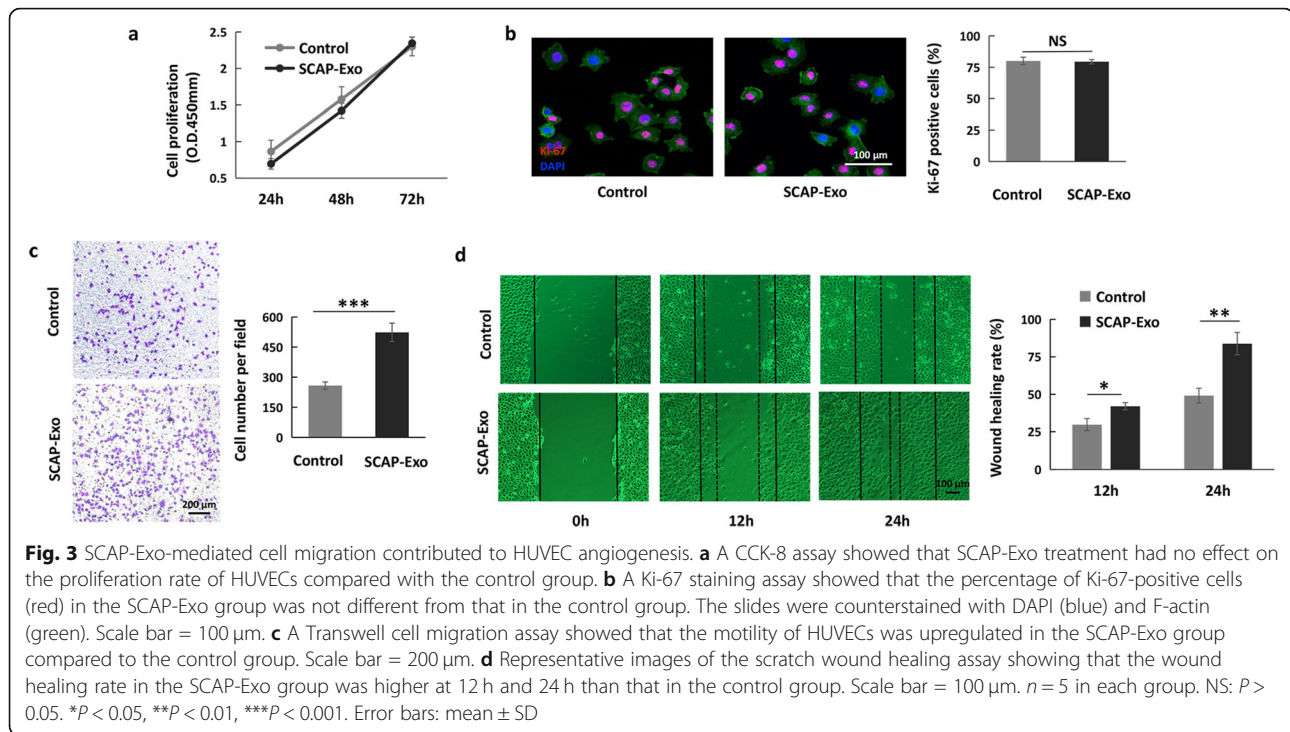 a
Cell proliferation
(O.D.450mm)
2.5
2
1.5
1
0.5
Control
SCAP-Exo
24h
48h
72h
b
Ki-67
DAPI
100 μm
Control
SCAP-Exo
Ki-67 positive cells (%)
100
75
50
25
0
NS
Control
SCAP-Exo
c
Control
SCAP-Exo
200 μm
Cell number per field
600
450
300
150
0
***
Control
SCAP-Exo
d
Control
SCAP-Exo
100 μm
0h
12h
24h
Wound healing rate (%)
100
75
50
25
0
Control
SCAP-Exo
*
**
12h
24h
Fig. 3 SCAP-Exo-mediated cell migration contributed to HUVEC angiogenesis. a A CCK-8 assay showed that SCAP-Exo treatment had no effect on
the proliferation rate of HUVECs compared with the control group. b A Ki-67 staining assay showed that the percentage of Ki-67-positive cells
(red) in the SCAP-Exo group was not different from that in the control group. The slides were counterstained with DAPI (blue) and F-actin
(green). Scale bar = 100 μm. c A Transwell cell migration assay showed that the motility of HUVECs was upregulated in the SCAP-Exo group
compared to the control group. Scale bar = 200 μm. d Representative images of the scratch wound healing assay showing that the wound
healing rate in the SCAP-Exo group was higher at 12 h and 24 h than that in the control group. Scale bar = 100 μm. n = 5 in each group. NS: P >
0.05. *P < 0.05, **P < 0.01, ***P < 0.001. Error bars: mean ± SD